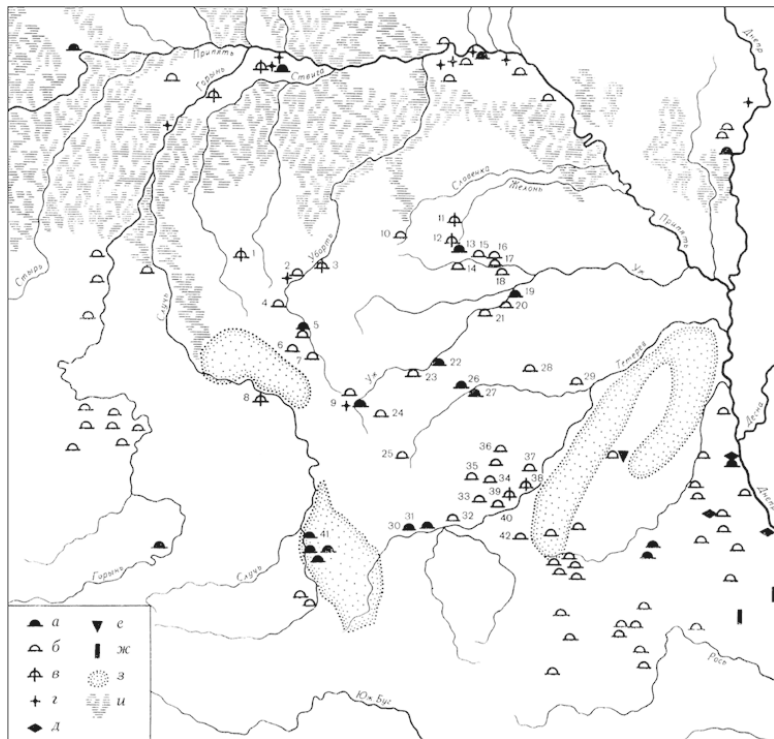 Припять
Днепр
Горынь
Ствига
Словечна
Желонь
Припять
Стырь
Случь
Уборть
Уж
Тетерев
Уж
Десна
Днепр
Горынь
Случь
Рось
Юж Буг
1
2
3
4
5
6
7
8
9
10
11
12
13
14
15
16
17
18
19
20
21
22
23
24
25
26
27
28
29
30
31
32
33
34
35
36
37
38
39
40
41
42
а
б
в
г
д
е
ж
з
и